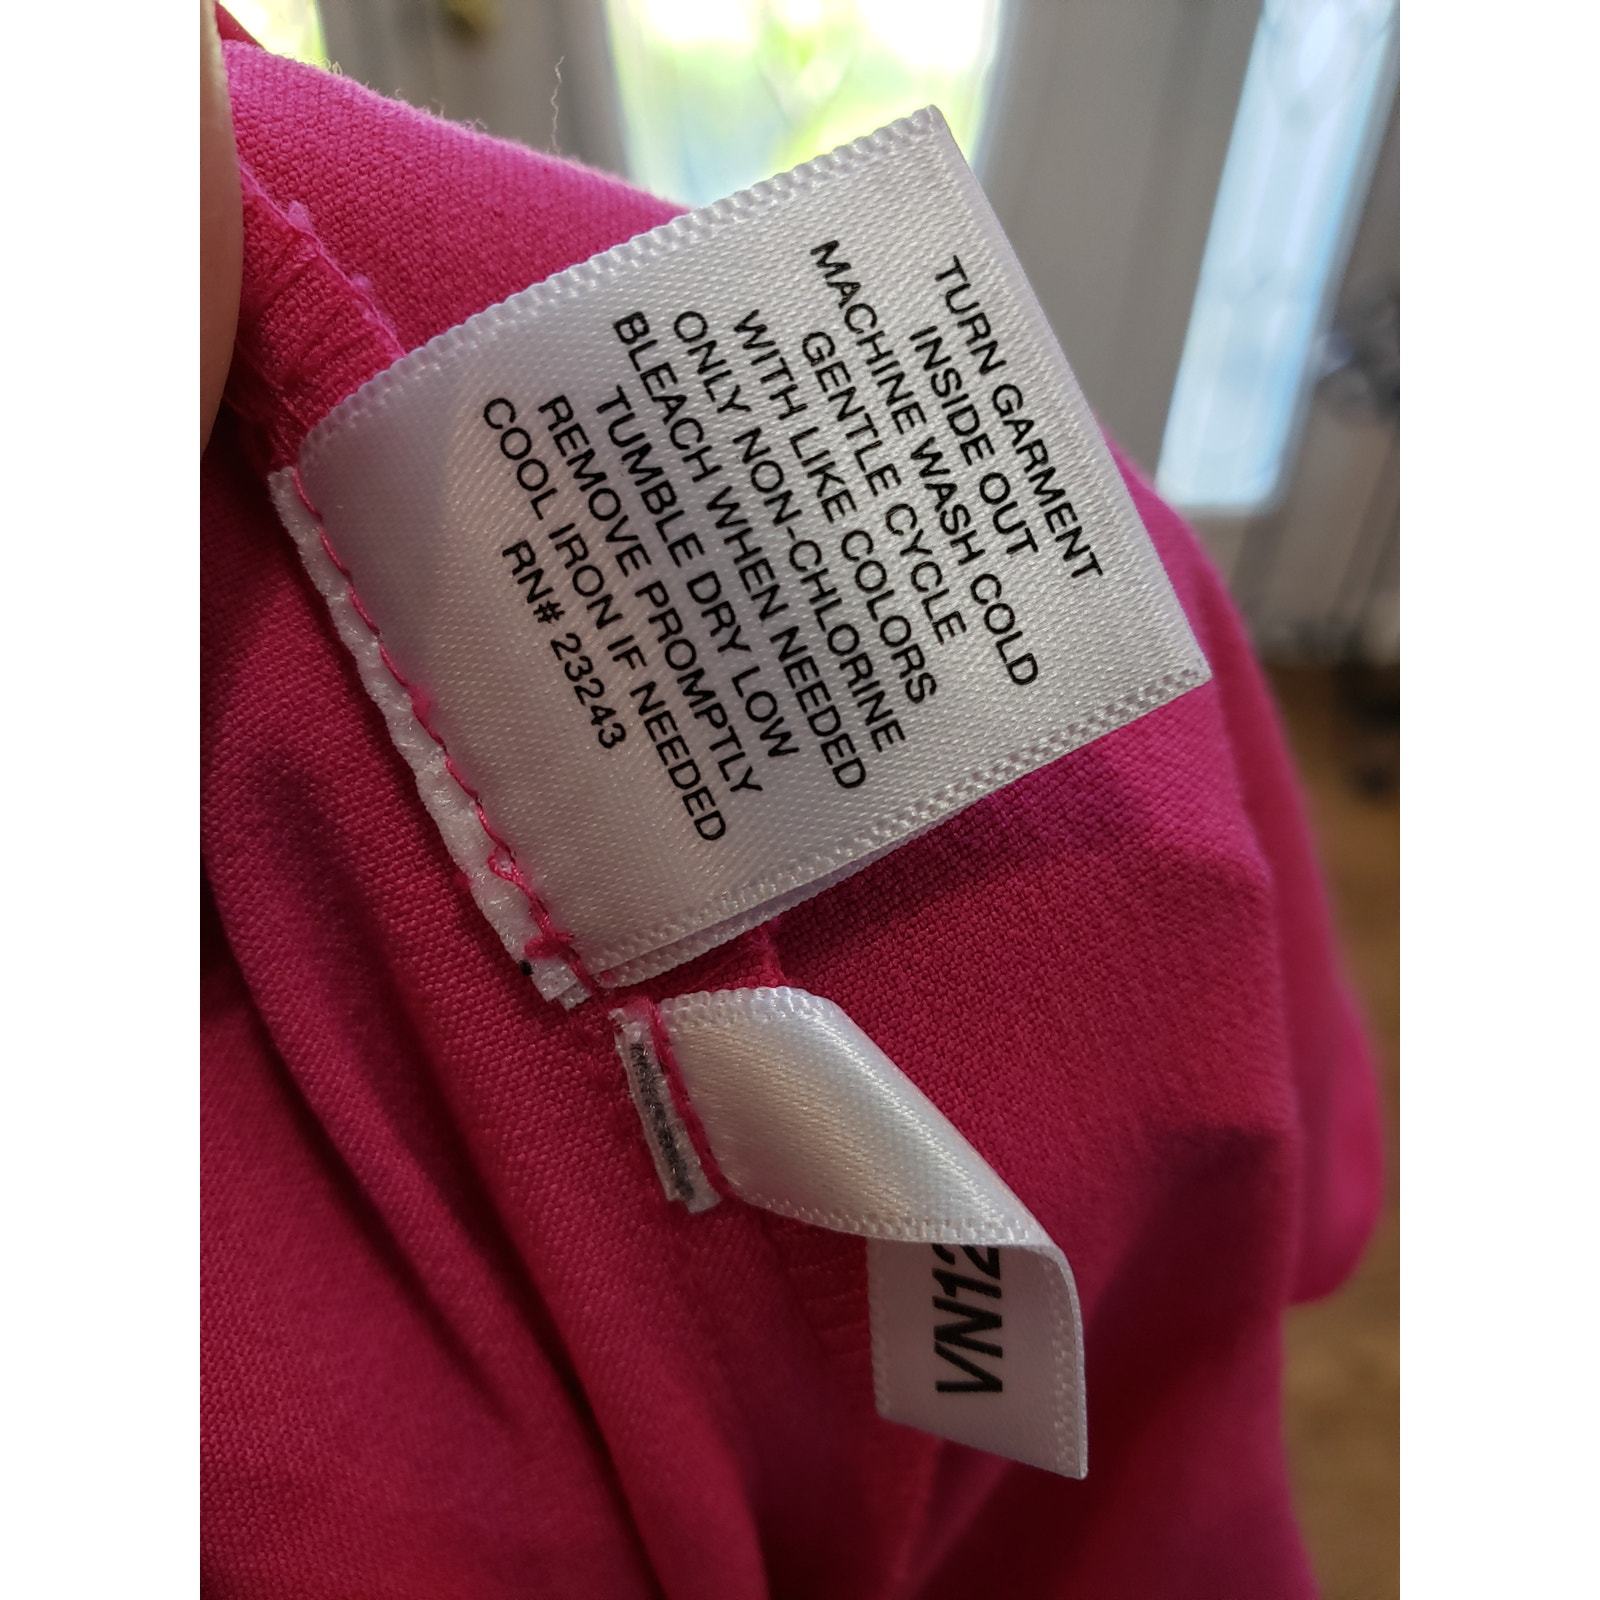 TURN GARMENT
INSIDE OUT
MACHINE WASH COLD
GENTLE CYCLE
WITH LIKE COLORS
ONLY NON-CHLORINE
BLEACH WHEN NEEDED
TUMBLE DRY LOW
REMOVE PROMPTLY
COOL IRON IF NEEDED
RN# 23243
VN12